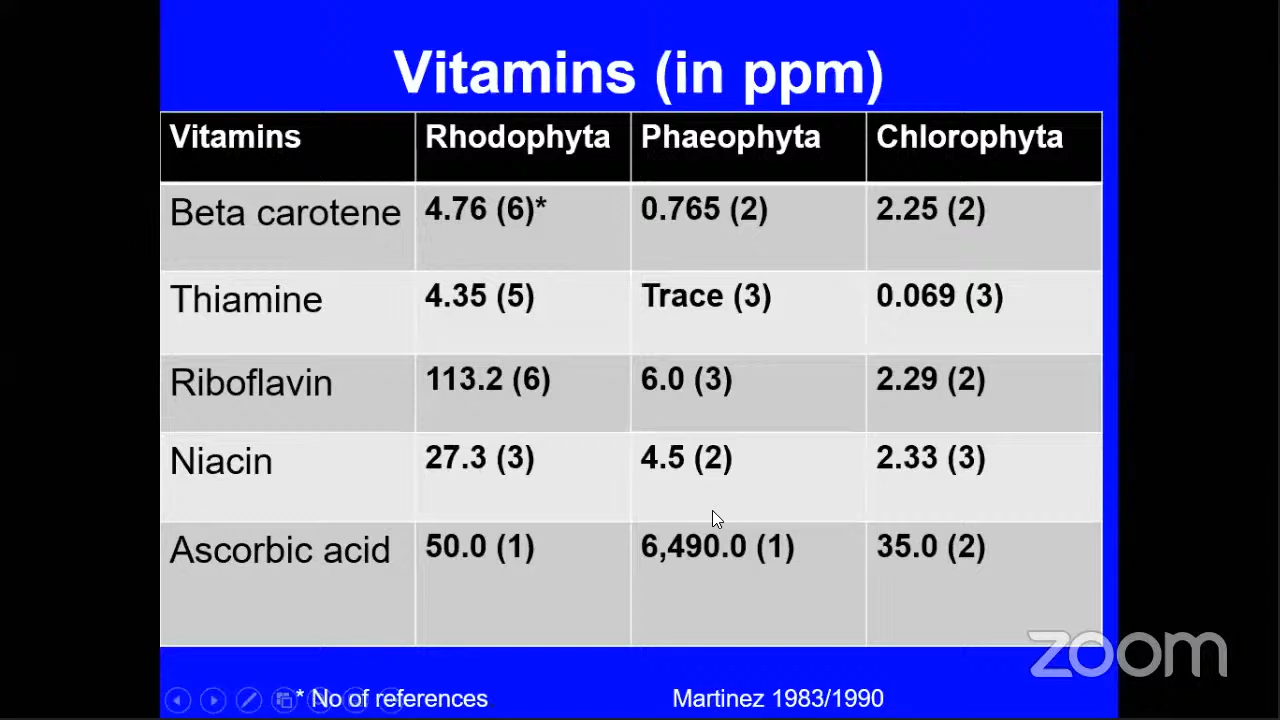 Vitamins (in ppm)
Vitamins Rhodophyta Phaeophyta Chlorophyta
Beta carotene 4.76 (6)* 0.765 (2) 2.25 (2)
Thiamine 4.35 (5) Trace (3) 0.069 (3)
Riboflavin 113.2 (6) 6.0 (3) 2.29 (2)
Niacin 27.3 (3) 4.5 (2) 2.33 (3)
Ascorbic acid 50.0 (1) 6,490.0 (1) 35.0 (2)
zoom
* No of references Martinez 1983/1990